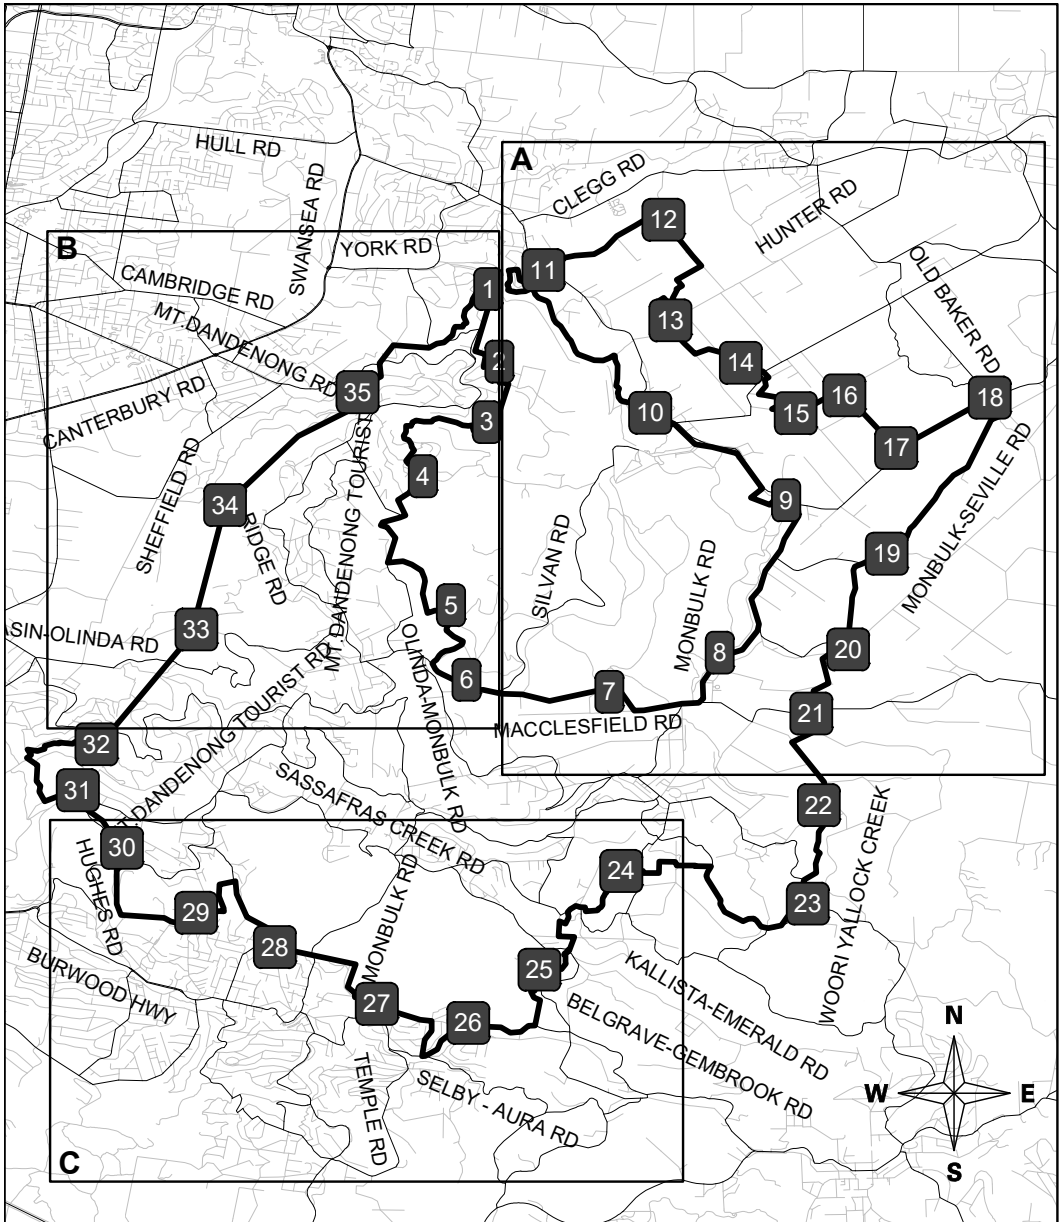 HULL RD
A
CLEGG RD
SWANSEA RD
12
HUNTER RD
B
YORK RD
11
OLD BAKER RD
CAMBRIDGE RD
1
MT.DANDENONG RD
13
2
14
35
CANTERBURY RD
16
18
10
15
3
MT.DANDENONG TOURIST
17
SHEFFIELD RD
4
MONBULK-SEVILLE RD
34
9
RIDGE RD
SILVAN RD
19
MONBULK RD
5
33
ASIN-OLINDA RD
OLINDA-MONBULK RD
8
20
6
7
21
MACCLESFIELD RD
MT.DANDENONG TOURIST RD
32
31
SASSAFRAS CREEK RD
22
WOORI YALLOCK CREEK
30
HUGHES RD
24
MONBULK RD
23
29
28
25
BURWOOD HWY
KALLISTA-EMERALD RD
27
BELGRAVE-GEMBROOK RD
26
N
TEMPLE RD
SELBY - AURA RD
W
E
C
S